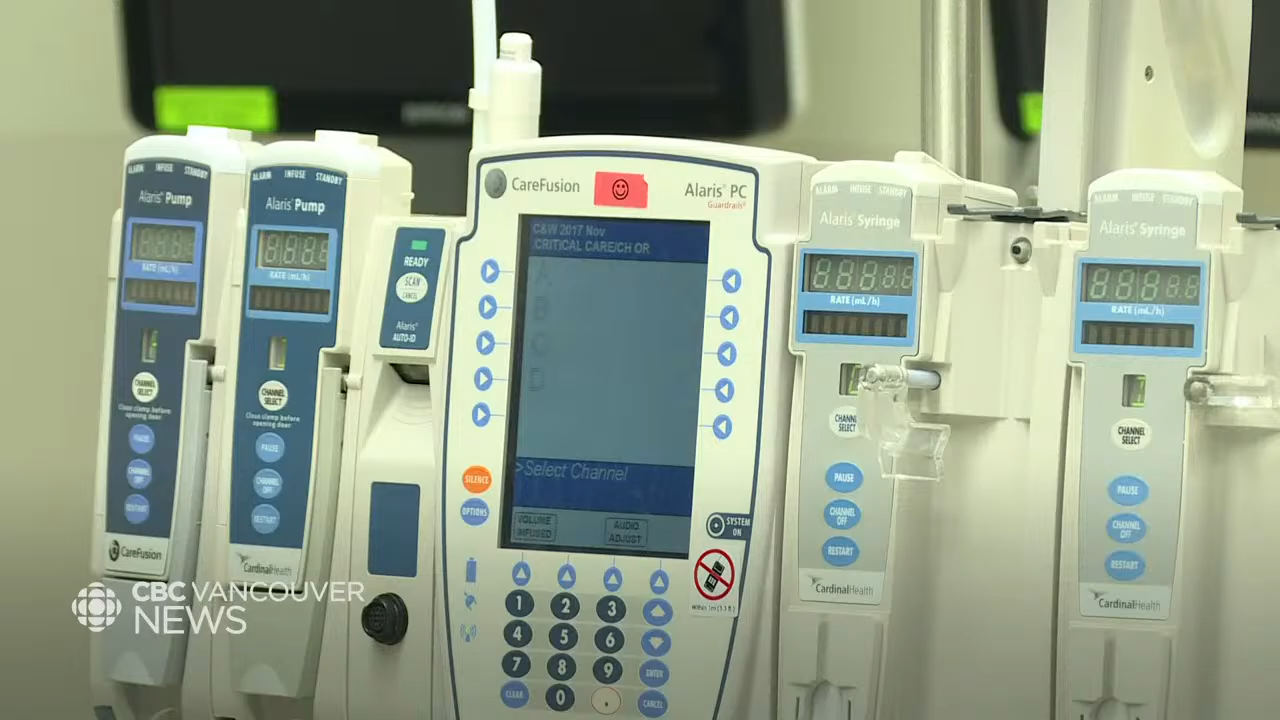 ALARM INFUSE STANDBY
Alaris® Pump
RATE (mL/h)
CHANNEL
SELECT
Close clamp before
opening door
PAUSE
CHANNEL
OFF
RESTART
CareFusion
ALARM INFUSE STANDBY
Alaris® Pump
RATE (mL/h)
CHANNEL
SELECT
Close clamp before
opening door
PAUSE
CHANNEL
OFF
RESTART
CardinalHealth
READY
SCAN
CANCEL
Alaris®
AUTO-ID
CareFusion
Alaris® PC
Guardrails®
C&W 2017 Nov
CRITICAL CARE/CH OR
A
B
C
D
>Select Channel
VOLUME
INFUSED
AUDIO
ADJUST
SILENCE
OPTIONS
SYSTEM
ON
1 2 3
4 5 6
7 8 9 ENTER
CLEAR 0 . CANCEL
ALARM INFUSE STANDBY
Alaris® Syringe
RATE (mL/h)
CHANNEL
SELECT
PAUSE
CHANNEL
OFF
RESTART
CardinalHealth
ALARM INFUSE STANDBY
Alaris® Syringe
RATE (mL/h)
CHANNEL
SELECT
PAUSE
CHANNEL
OFF
RESTART
CardinalHealth
CBC VANCOUVER
NEWS